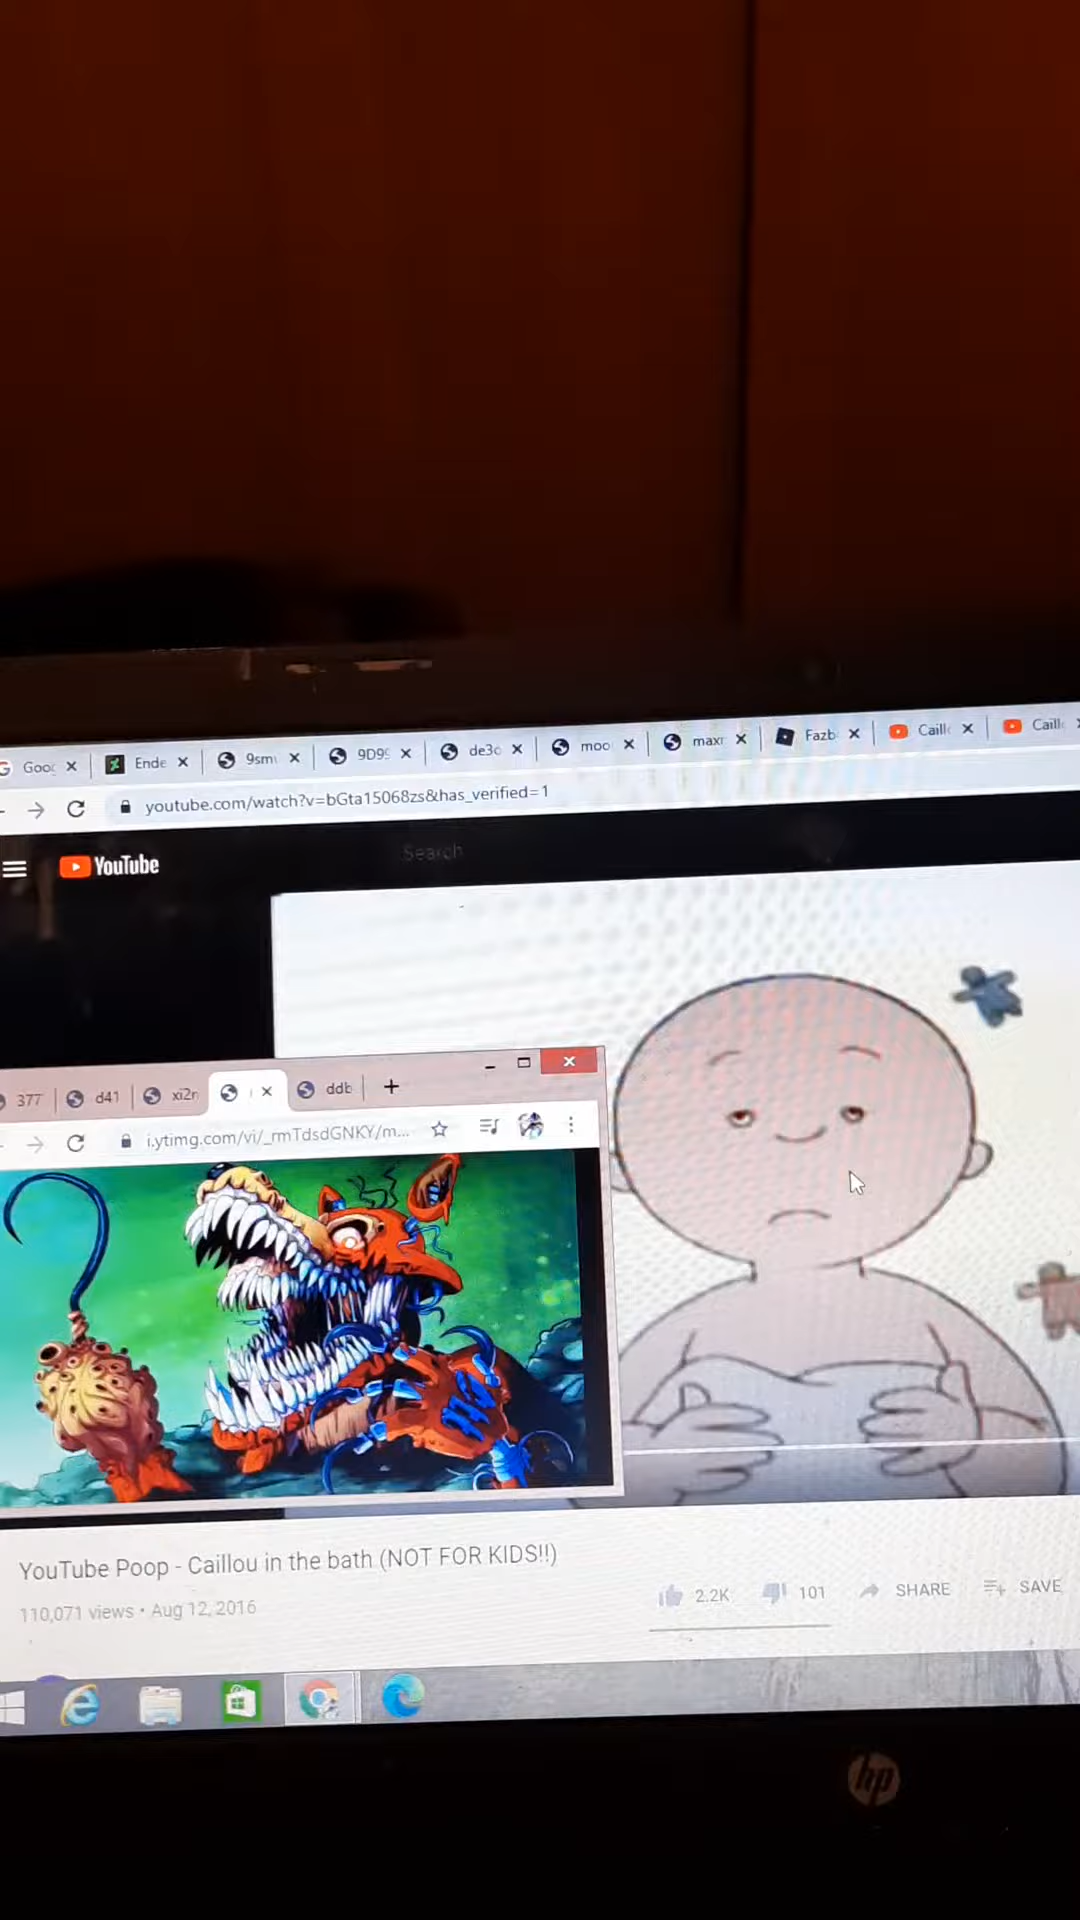 Goo
Ende
9sm
9D9
de3c
moo
maxr
Fazb
Caill
Caill
youtube.com/watch?v=bGta15068zs&has_verified=1
YouTube
Search
377
d41
xi2r
ddb
i.ytimg.com/vi/_rmTdsdGNKY/m...
YouTube Poop - Caillou in the bath (NOT FOR KIDS!!)
110,071 views • Aug 12, 2016
2.2K
101
SHARE
SAVE
hp